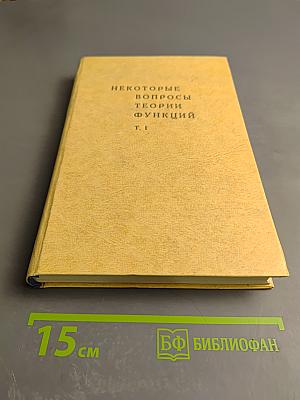 НЕКОТОРЫЕ
ВОПРОСЫ
ТЕОРИИ
ФУНКЦИЙ
Т. I
15 см
БФ БИБЛИОФАН